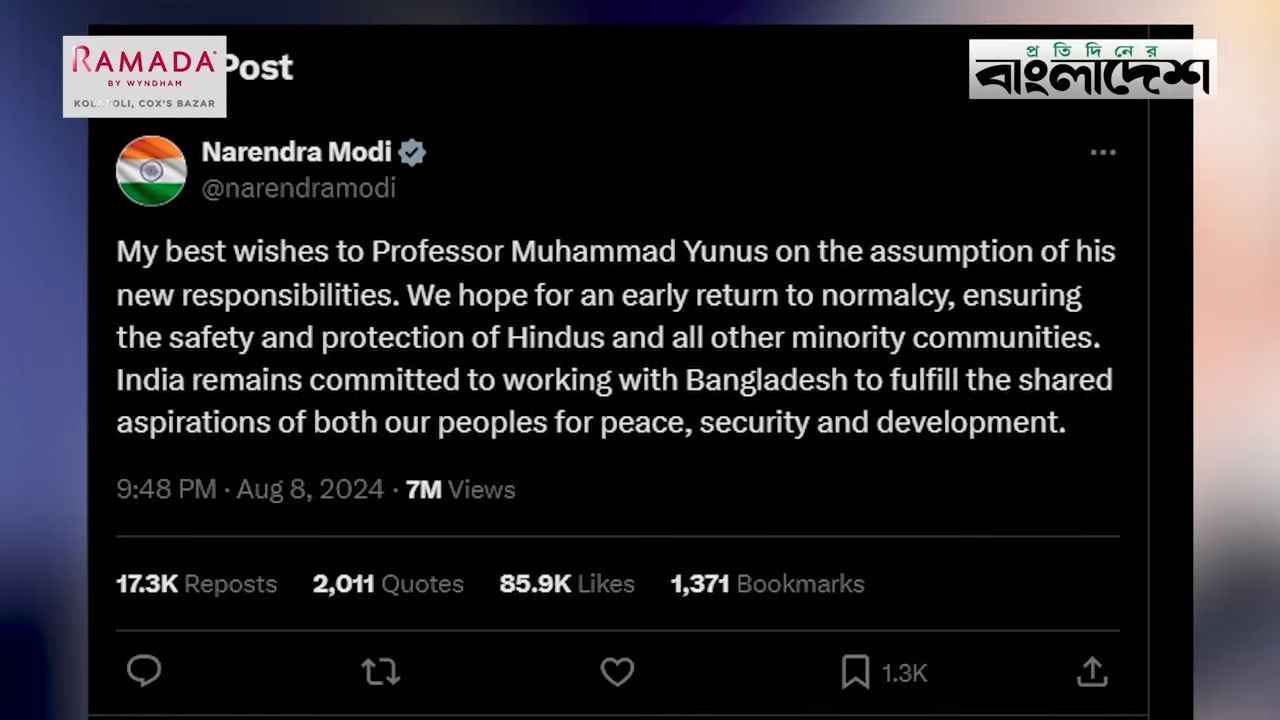 RAMADA
BY WYNDHAM
KOLATOLI, COX'S BAZAR
Post
প্রতিদিনের
বাংলাদেশ
Narendra Modi
@narendramodi
My best wishes to Professor Muhammad Yunus on the assumption of his
new responsibilities. We hope for an early return to normalcy, ensuring
the safety and protection of Hindus and all other minority communities.
India remains committed to working with Bangladesh to fulfill the shared
aspirations of both our peoples for peace, security and development.
9:48 PM · Aug 8, 2024 · 7M Views
17.3K Reposts 2,011 Quotes 85.9K Likes 1,371 Bookmarks
1.3K